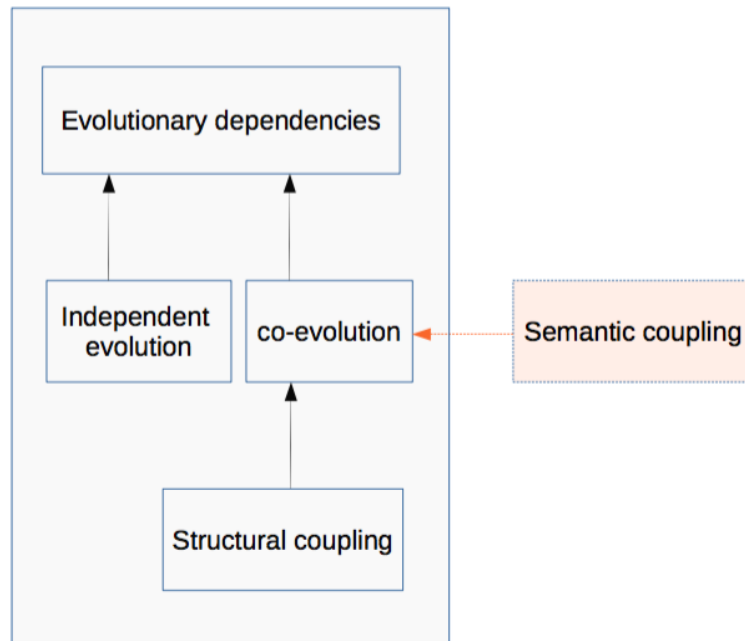 Evolutionary dependencies
Independent
evolution
co-evolution
Semantic coupling
Structural coupling